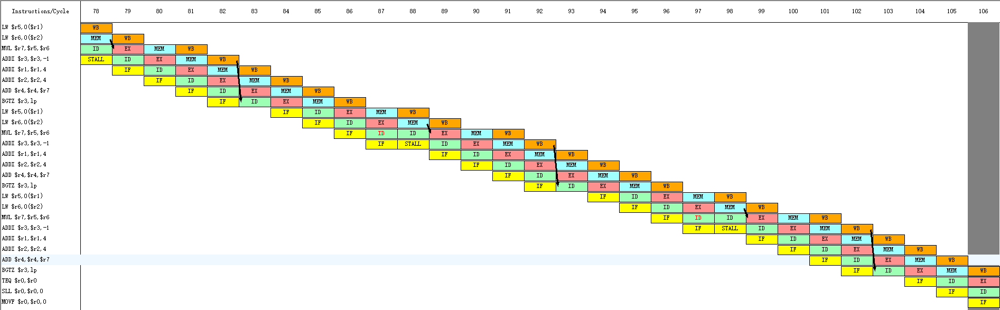 Instructions/Cycle 78 79 80 81 82 83 84 85 86 87 88 89 90 91 92 93 94 95 96 97 98 99 100 101 102 103 104 105 106
LW $r5,0($r1) WB
LW $r6,0($r2) MEM WB
MUL $r7,$r5,$r6 ID EX MEM WB
ADDI $r3,$r3,-1 STALL ID EX MEM WB
ADDI $r1,$r1,4 IF ID EX MEM WB
ADDI $r2,$r2,4 IF ID EX MEM WB
ADD $r4,$r4,$r7 IF ID EX MEM WB
BGTZ $r3,lp IF ID EX MEM WB
LW $r5,0($r1) IF ID EX MEM WB
LW $r6,0($r2) IF ID EX MEM WB
MUL $r7,$r5,$r6 IF ID ID EX MEM WB
ADDI $r3,$r3,-1 IF STALL ID EX MEM WB
ADDI $r1,$r1,4 IF ID EX MEM WB
ADDI $r2,$r2,4 IF ID EX MEM WB
ADD $r4,$r4,$r7 IF ID EX MEM WB
BGTZ $r3,lp IF ID EX MEM WB
LW $r5,0($r1) IF ID EX MEM WB
LW $r6,0($r2) IF ID EX MEM WB
MUL $r7,$r5,$r6 IF ID ID EX MEM WB
ADDI $r3,$r3,-1 IF STALL ID EX MEM WB
ADDI $r1,$r1,4 IF ID EX MEM WB
ADDI $r2,$r2,4 IF ID EX MEM WB
ADD $r4,$r4,$r7 IF ID EX MEM WB
BGTZ $r3,lp IF ID EX MEM WB
TEQ $r0,$r0 IF ID EX
SLL $r0,$r0,0 IF ID
MOVF $r0,$r0,0 IF